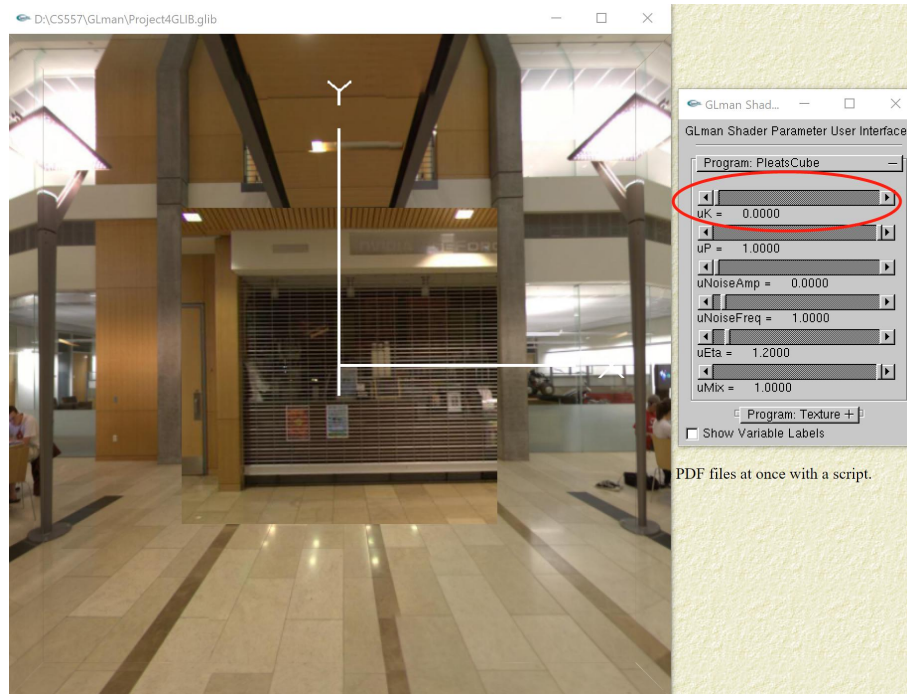 D:\CS557\GLman\Project4GLIB.glib
Y
X
GLman Shad...
GLman Shader Parameter User Interface
Program: PleatsCube
uK = 0.0000
uP = 1.0000
uNoiseAmp = 0.0000
uNoiseFreq = 1.0000
uEta = 1.2000
uMix = 1.0000
Program: Texture +
Show Variable Labels
PDF files at once with a script.